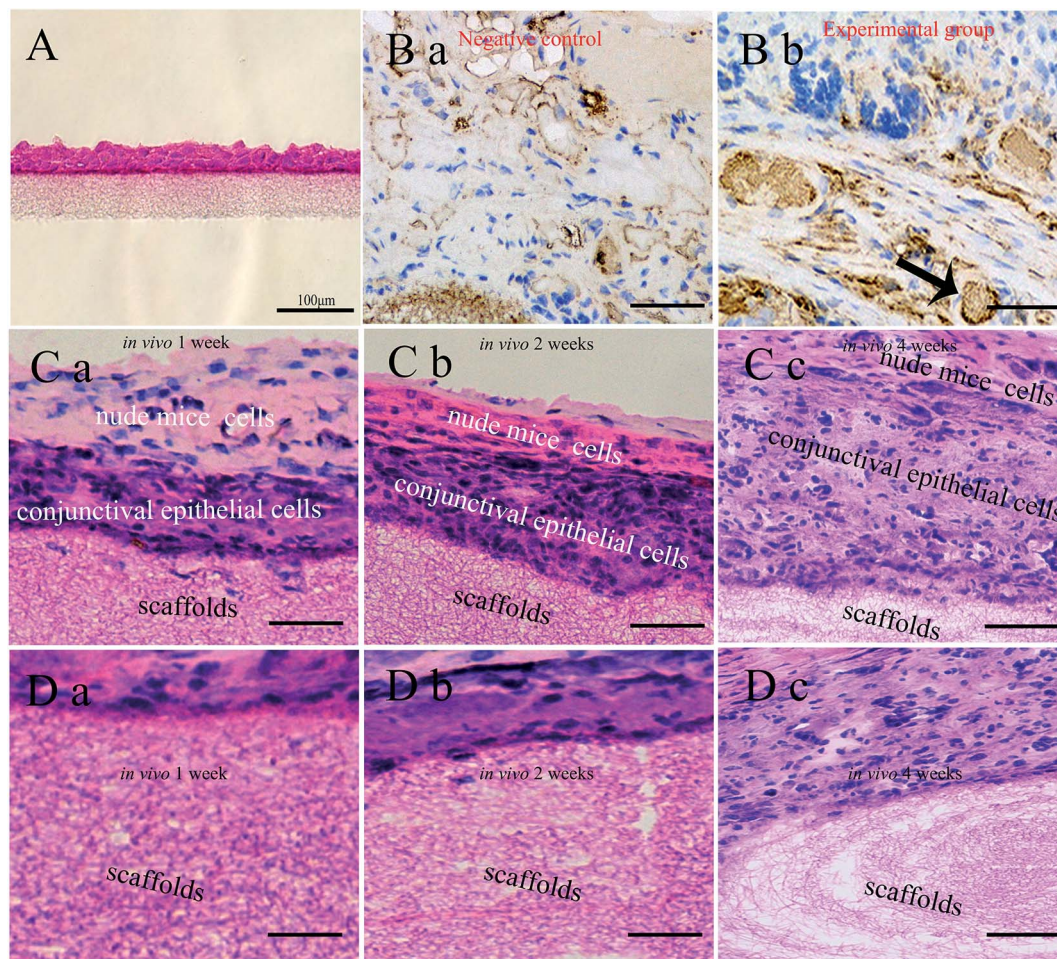 A
B a
Negative control
B b
Experimental group
100μm
C a
in vivo 1 week
nude mice cells
conjunctival epithelial cells
scaffolds
C b
in vivo 2 weeks
nude mice cells
conjunctival epithelial cells
scaffolds
C c
in vivo 4 weeks
nude mice cells
conjunctival epithelial cells
scaffolds
D a
in vivo 1 week
scaffolds
D b
in vivo 2 weeks
scaffolds
D c
in vivo 4 weeks
scaffolds